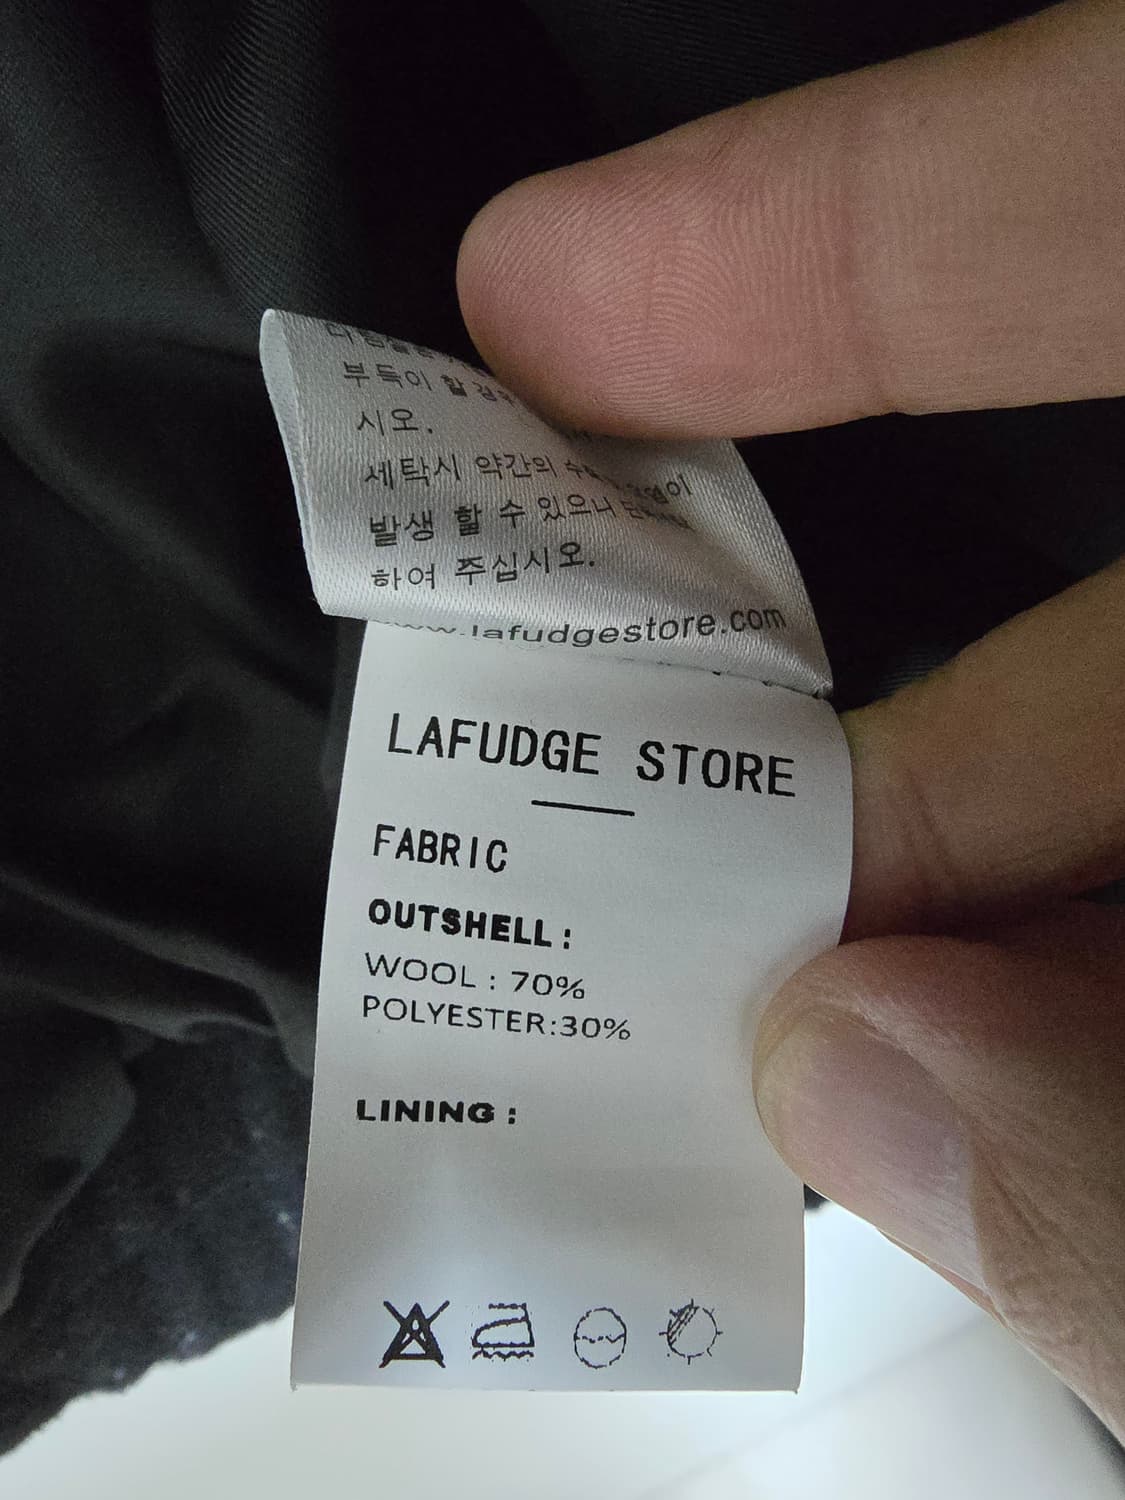 부득이 할 경우
시오.
세탁시 약간의
발생 할 수 있으나
하여 주십시오.
www.lafudgestore.com
LAFUDGE STORE
FABRIC
OUTSHELL :
WOOL : 70%
POLYESTER:30%
LINING :